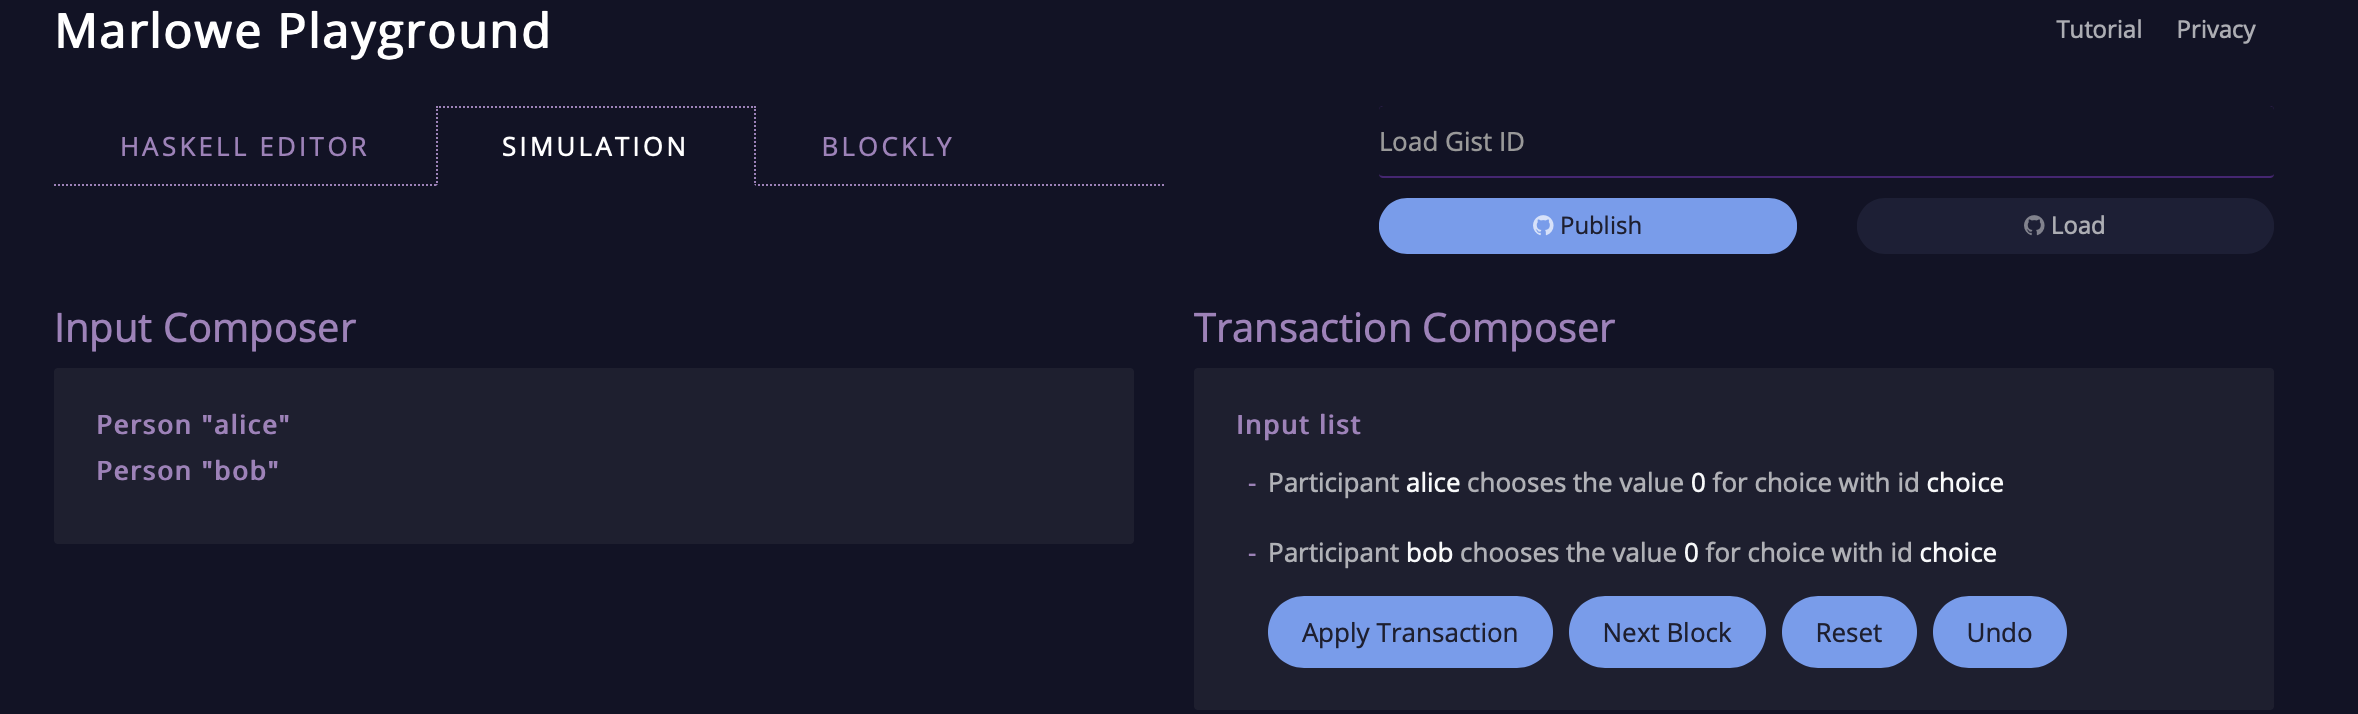 Marlowe Playground
Tutorial Privacy
HASKELL EDITOR SIMULATION BLOCKLY
Load Gist ID
Publish Load
Input Composer
Person "alice"
Person "bob"
Transaction Composer
Input list
- Participant alice chooses the value 0 for choice with id choice
- Participant bob chooses the value 0 for choice with id choice
Apply Transaction Next Block Reset Undo